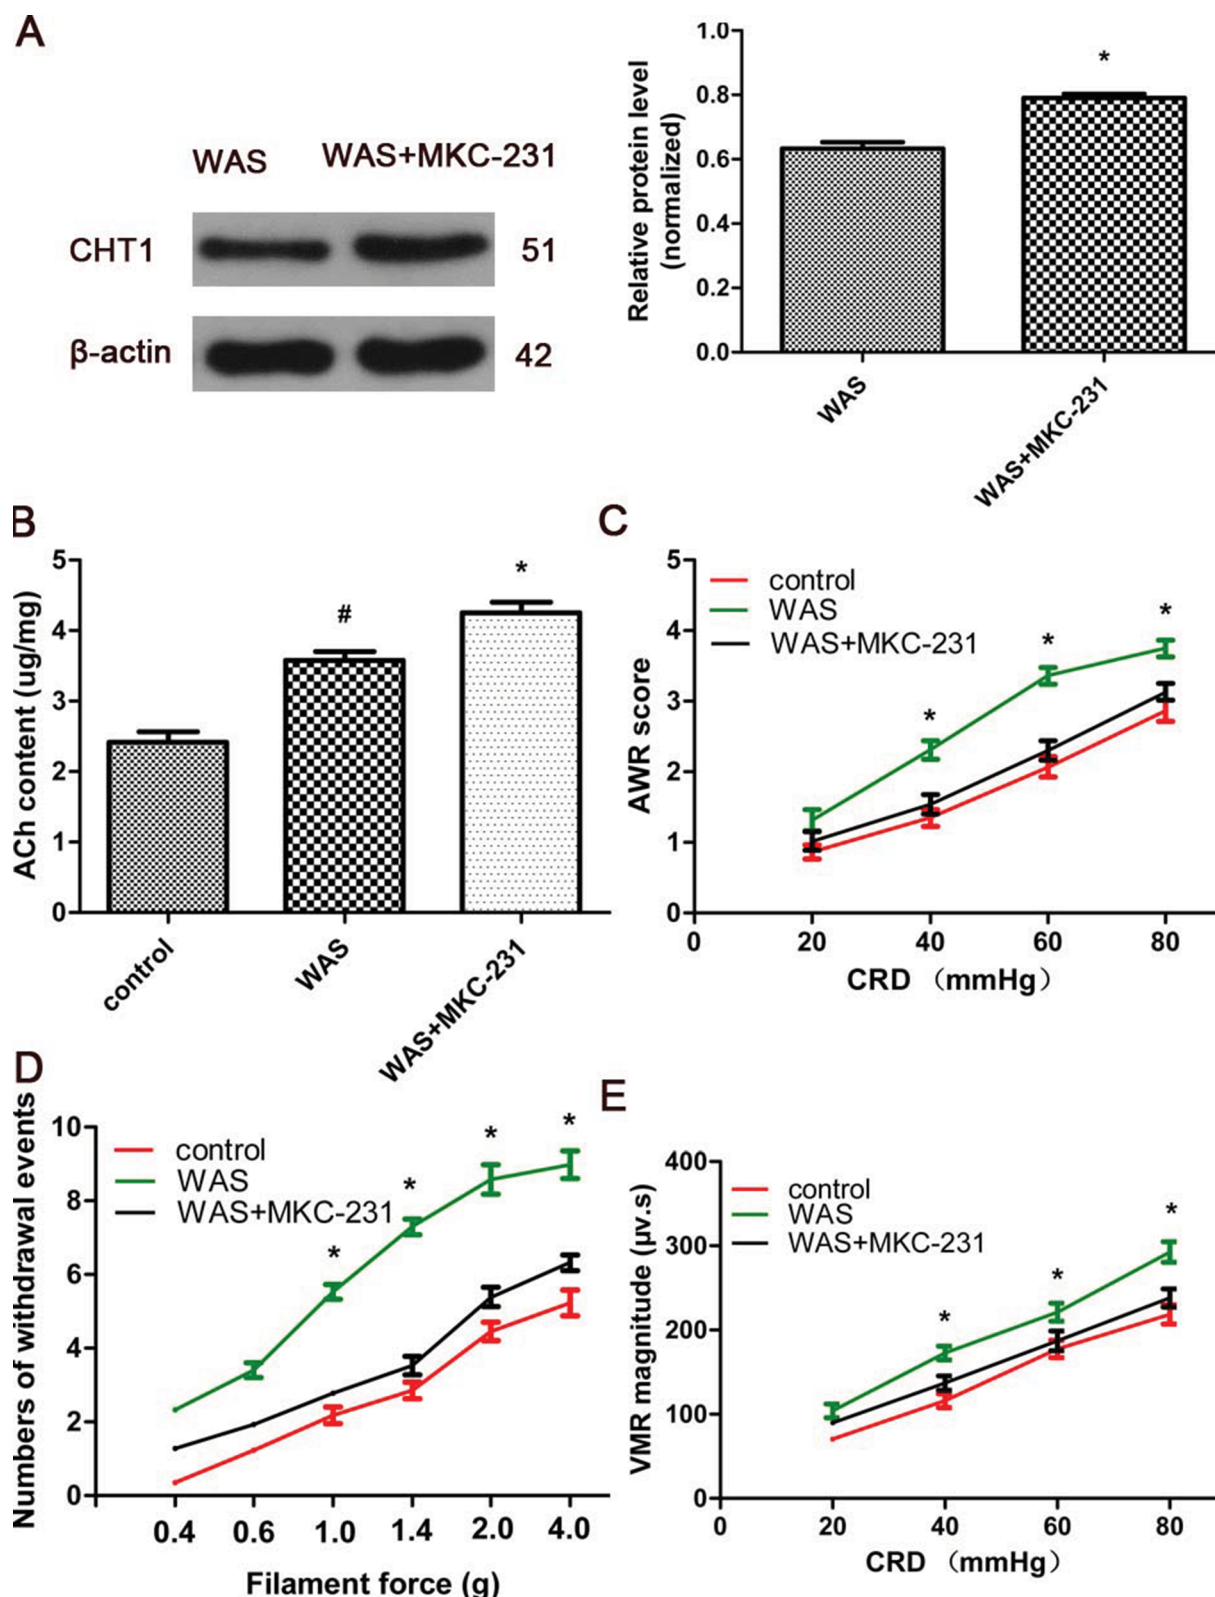 A
WAS
WAS+MKC-231
CHT1
51
β-actin
42
Relative protein level
(normalized)
1.0
0.8
0.6
0.4
0.2
0.0
*
WAS
WAS+MKC-231
B
ACh content (ug/mg)
5
4
3
2
1
0
#
*
control
WAS
WAS+MKC-231
C
AWR score
5
4
3
2
1
0
control
WAS
WAS+MKC-231
*
*
*
0
20
40
60
80
CRD （mmHg）
D
Numbers of withdrawal events
10
8
6
4
2
0
control
WAS
WAS+MKC-231
*
*
*
*
0.4
0.6
1.0
1.4
2.0
4.0
Filament force (g)
E
VMR magnitude (μv.s)
400
300
200
100
0
control
WAS
WAS+MKC-231
*
*
*
0
20
40
60
80
CRD （mmHg）